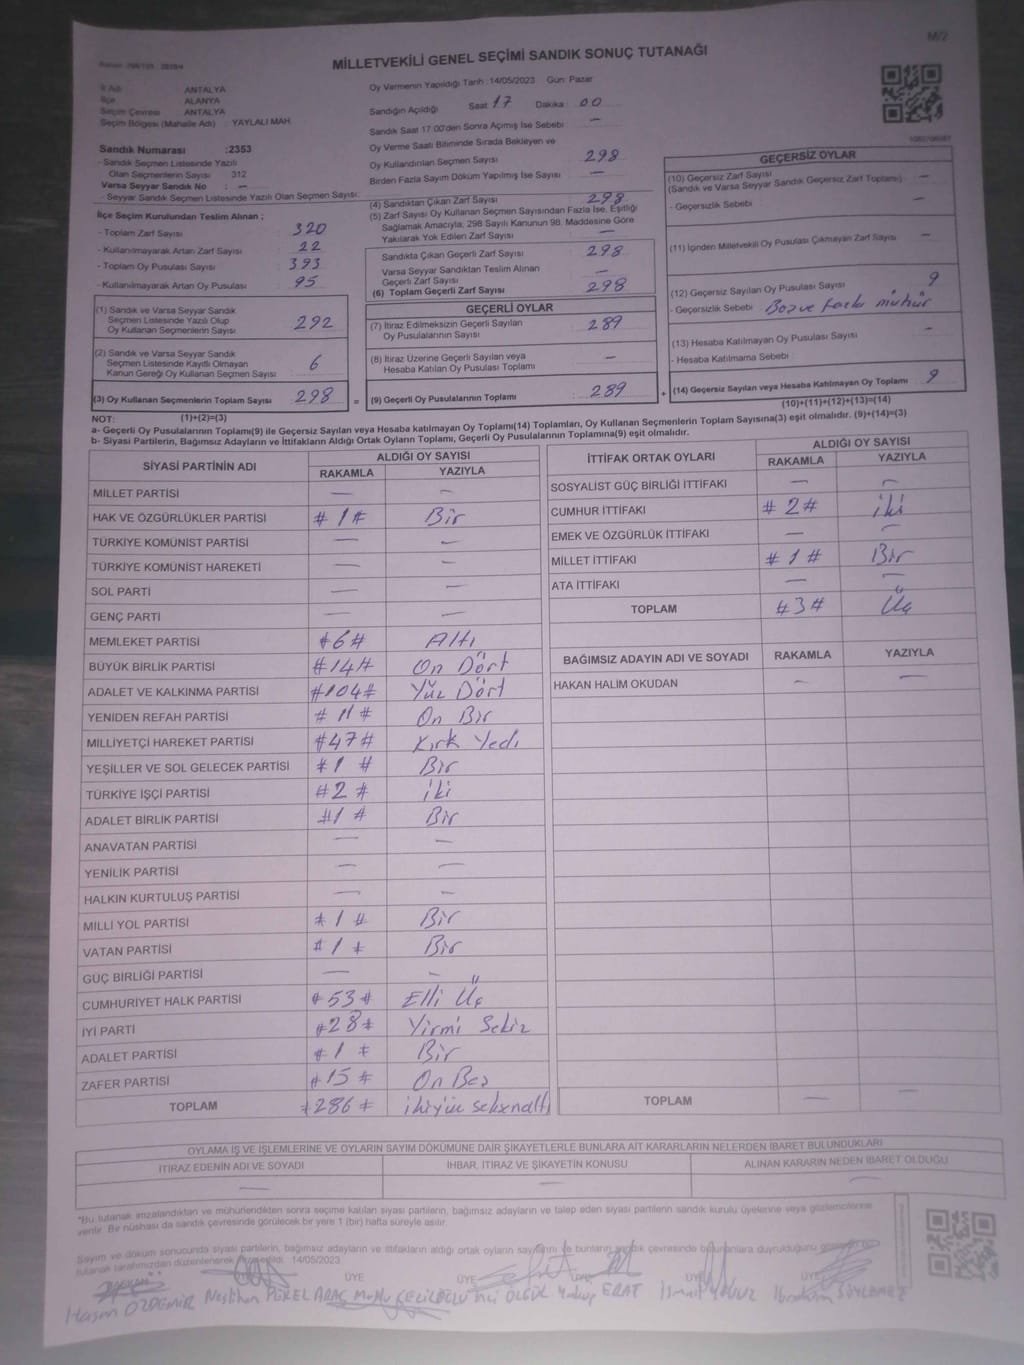 M/2
MİLLETVEKİLİ GENEL SEÇİMİ SANDIK SONUÇ TUTANAĞI
İl Adı ANTALYA
İlçe ALANYA
Seçim Çevresi ANTALYA
Seçim Bölgesi (Mahalle Adı) : YAYLALI MAH.
Sandık Numarası :2353
- Sandık Seçmen Listesinde Yazılı
Olan Seçmenlerin Sayısı 312
Varsa Seyyar Sandık No : —
- Seyyar Sandık Seçmen Listesinde Yazılı Olan Seçmen Sayısı:
İlçe Seçim Kurulundan Teslim Alınan ;
- Toplam Zarf Sayısı : 320
- Kullanılmayarak Artan Zarf Sayısı : 22
- Toplam Oy Pusulası Sayısı : 393
- Kullanılmayarak Artan Oy Pusulası : 95
(1) Sandık ve Varsa Seyyar Sandık
Seçmen Listesinde Yazılı Olup
Oy Kullanan Seçmenlerin Sayısı : 292
(2) Sandık ve Varsa Seyyar Sandık
Seçmen Listesinde Kayıtlı Olmayan
Kanun Gereği Oy Kullanan Seçmen Sayısı : 6
(3) Oy Kullanan Seçmenlerin Toplam Sayısı : 298 =
Oy Vermenin Yapıldığı Tarih :14/05/2023 Gün: Pazar
Sandığın Açıldığı Saat : 17 Dakika : 00
Sandık Saat 17:00'den Sonra Açımış İse Sebebi —
Oy Verme Saati Bitiminde Sırada Bekleyen ve
Oy Kullandırılan Seçmen Sayısı : 298
Birden Fazla Sayım Döküm Yapılmış İse Sayısı : —
(4) Sandıktan Çıkan Zarf Sayısı : 298
(5) Zarf Sayısı Oy Kullanan Seçmen Sayısından Fazla İse, Eşitliği
Sağlamak Amacıyla; 298 Sayılı Kanunun 98. Maddesine Göre
Yakılarak Yok Edilen Zarf Sayısı : —
Sandıkta Çıkan Geçerli Zarf Sayısı : 298
Varsa Seyyar Sandıktan Teslim Alınan
Geçerli Zarf Sayısı : —
(6) Toplam Geçerli Zarf Sayısı : 298
GEÇERLİ OYLAR
(7) İtiraz Edilmeksizin Geçerli Sayılan
Oy Pusulalarının Sayısı : 289
(8) İtiraz Üzerine Geçerli Sayılan veya
Hesaba Katılan Oy Pusulası Toplamı : —
(9) Geçerli Oy Pusulalarının Toplamı : 289 +
GEÇERSİZ OYLAR
(10) Geçersiz Zarf Sayısı
(Sandık ve Varsa Seyyar Sandık Geçersiz Zarf Toplamı) : —
- Geçersizlik Sebebi : —
(11) İçinden Milletvekili Oy Pusulası Çıkmayan Zarf Sayısı : —
(12) Geçersiz Sayılan Oy Pusulası Sayısı : 9
- Geçersizlik Sebebi : Boş ve fazla mühür
(13) Hesaba Katılmayan Oy Pusulası Sayısı : —
- Hesaba Katılmama Sebebi :
(14) Geçersiz Sayılan veya Hesaba Katılmayan Oy Toplamı : 9
(10)+(11)+(12)+(13)=(14)
NOT: (1)+(2)=(3)
a- Geçerli Oy Pusulalarının Toplamı(9) ile Geçersiz Sayılan veya Hesaba katılmayan Oy Toplamı(14) Toplamları, Oy Kullanan Seçmenlerin Toplam Sayısına(3) eşit olmalıdır. (9)+(14)=(3)
b- Siyasi Partilerin, Bağımsız Adayların ve İttifakların Aldığı Ortak Oyların Toplamı, Geçerli Oy Pusulalarının Toplamına(9) eşit olmalıdır.
SİYASİ PARTİNİN ADI ALDIĞI OY SAYISI
RAKAMLA YAZIYLA
MİLLET PARTİSİ — —
HAK VE ÖZGÜRLÜKLER PARTİSİ #1# Bir
TÜRKİYE KOMÜNİST PARTİSİ — —
TÜRKİYE KOMÜNİST HAREKETİ — —
SOL PARTİ — —
GENÇ PARTİ — —
MEMLEKET PARTİSİ #6# Altı
BÜYÜK BİRLİK PARTİSİ #14# On Dört
ADALET VE KALKINMA PARTİSİ #104# Yüz Dört
YENİDEN REFAH PARTİSİ #11# On Bir
MİLLİYETÇİ HAREKET PARTİSİ #47# Kırk Yedi
YEŞİLLER VE SOL GELECEK PARTİSİ #1# Bir
TÜRKİYE İŞÇİ PARTİSİ #2# iki
ADALET BİRLİK PARTİSİ #1# Bir
ANAVATAN PARTİSİ — —
YENİLİK PARTİSİ — —
HALKIN KURTULUŞ PARTİSİ — —
MİLLİ YOL PARTİSİ #1# Bir
VATAN PARTİSİ #1# Bir
GÜÇ BİRLİĞİ PARTİSİ — —
CUMHURİYET HALK PARTİSİ #53# Elli Üç
İYİ PARTİ #28# Yirmi Sekiz
ADALET PARTİSİ #1# Bir
ZAFER PARTİSİ #15# On Beş
TOPLAM #286# ikiyüz seksenaltı
İTTİFAK ORTAK OYLARI ALDIĞI OY SAYISI
RAKAMLA YAZIYLA
SOSYALİST GÜÇ BİRLİĞİ İTTİFAKI — —
CUMHUR İTTİFAKI #2# iki
EMEK VE ÖZGÜRLÜK İTTİFAKI — —
MİLLET İTTİFAKI #1# Bir
ATA İTTİFAKI — —
TOPLAM #3# Üç
BAĞIMSIZ ADAYIN ADI VE SOYADI RAKAMLA YAZIYLA
HAKAN HALİM OKUDAN — —
TOPLAM — —
OYLAMA İŞ VE İŞLEMLERİNE VE OYLARIN SAYIM DÖKÜMÜNE DAİR ŞİKAYETLERLE BUNLARA AİT KARARLARIN NELERDEN İBARET BULUNDUKLARI
İTİRAZ EDENİN ADI VE SOYADI İHBAR, İTİRAZ VE ŞİKAYETİN KONUSU ALINAN KARARIN NEDEN İBARET OLDUĞU
— — —
"Bu tutanak imzalandıktan ve mühürlendikten sonra seçime katılan siyasi partilerin, bağımsız adayların ve talep eden siyasi partilerin sandık kurulu üyelerine veya gözlemcilerine
verilir. Bir nüshası da sandık çevresinde görülecek bir yere 1 (bir) hafta süreyle asılır.
Sayım ve döküm sonucunda siyasi partilerin, bağımsız adayların ve ittifakların aldığı ortak oyların sayılarını ve bunların sandık çevresinde bulunanlara duyurulduğunu
tutanak tarafımızdan düzenlenerek 14/05/2023
BAŞKAN ÜYE ÜYE ÜYE ÜYE ÜYE
Hasan ÖZDEMİR Neslihan İsmail YAVUZ İbrahim SÖYLEMEZ